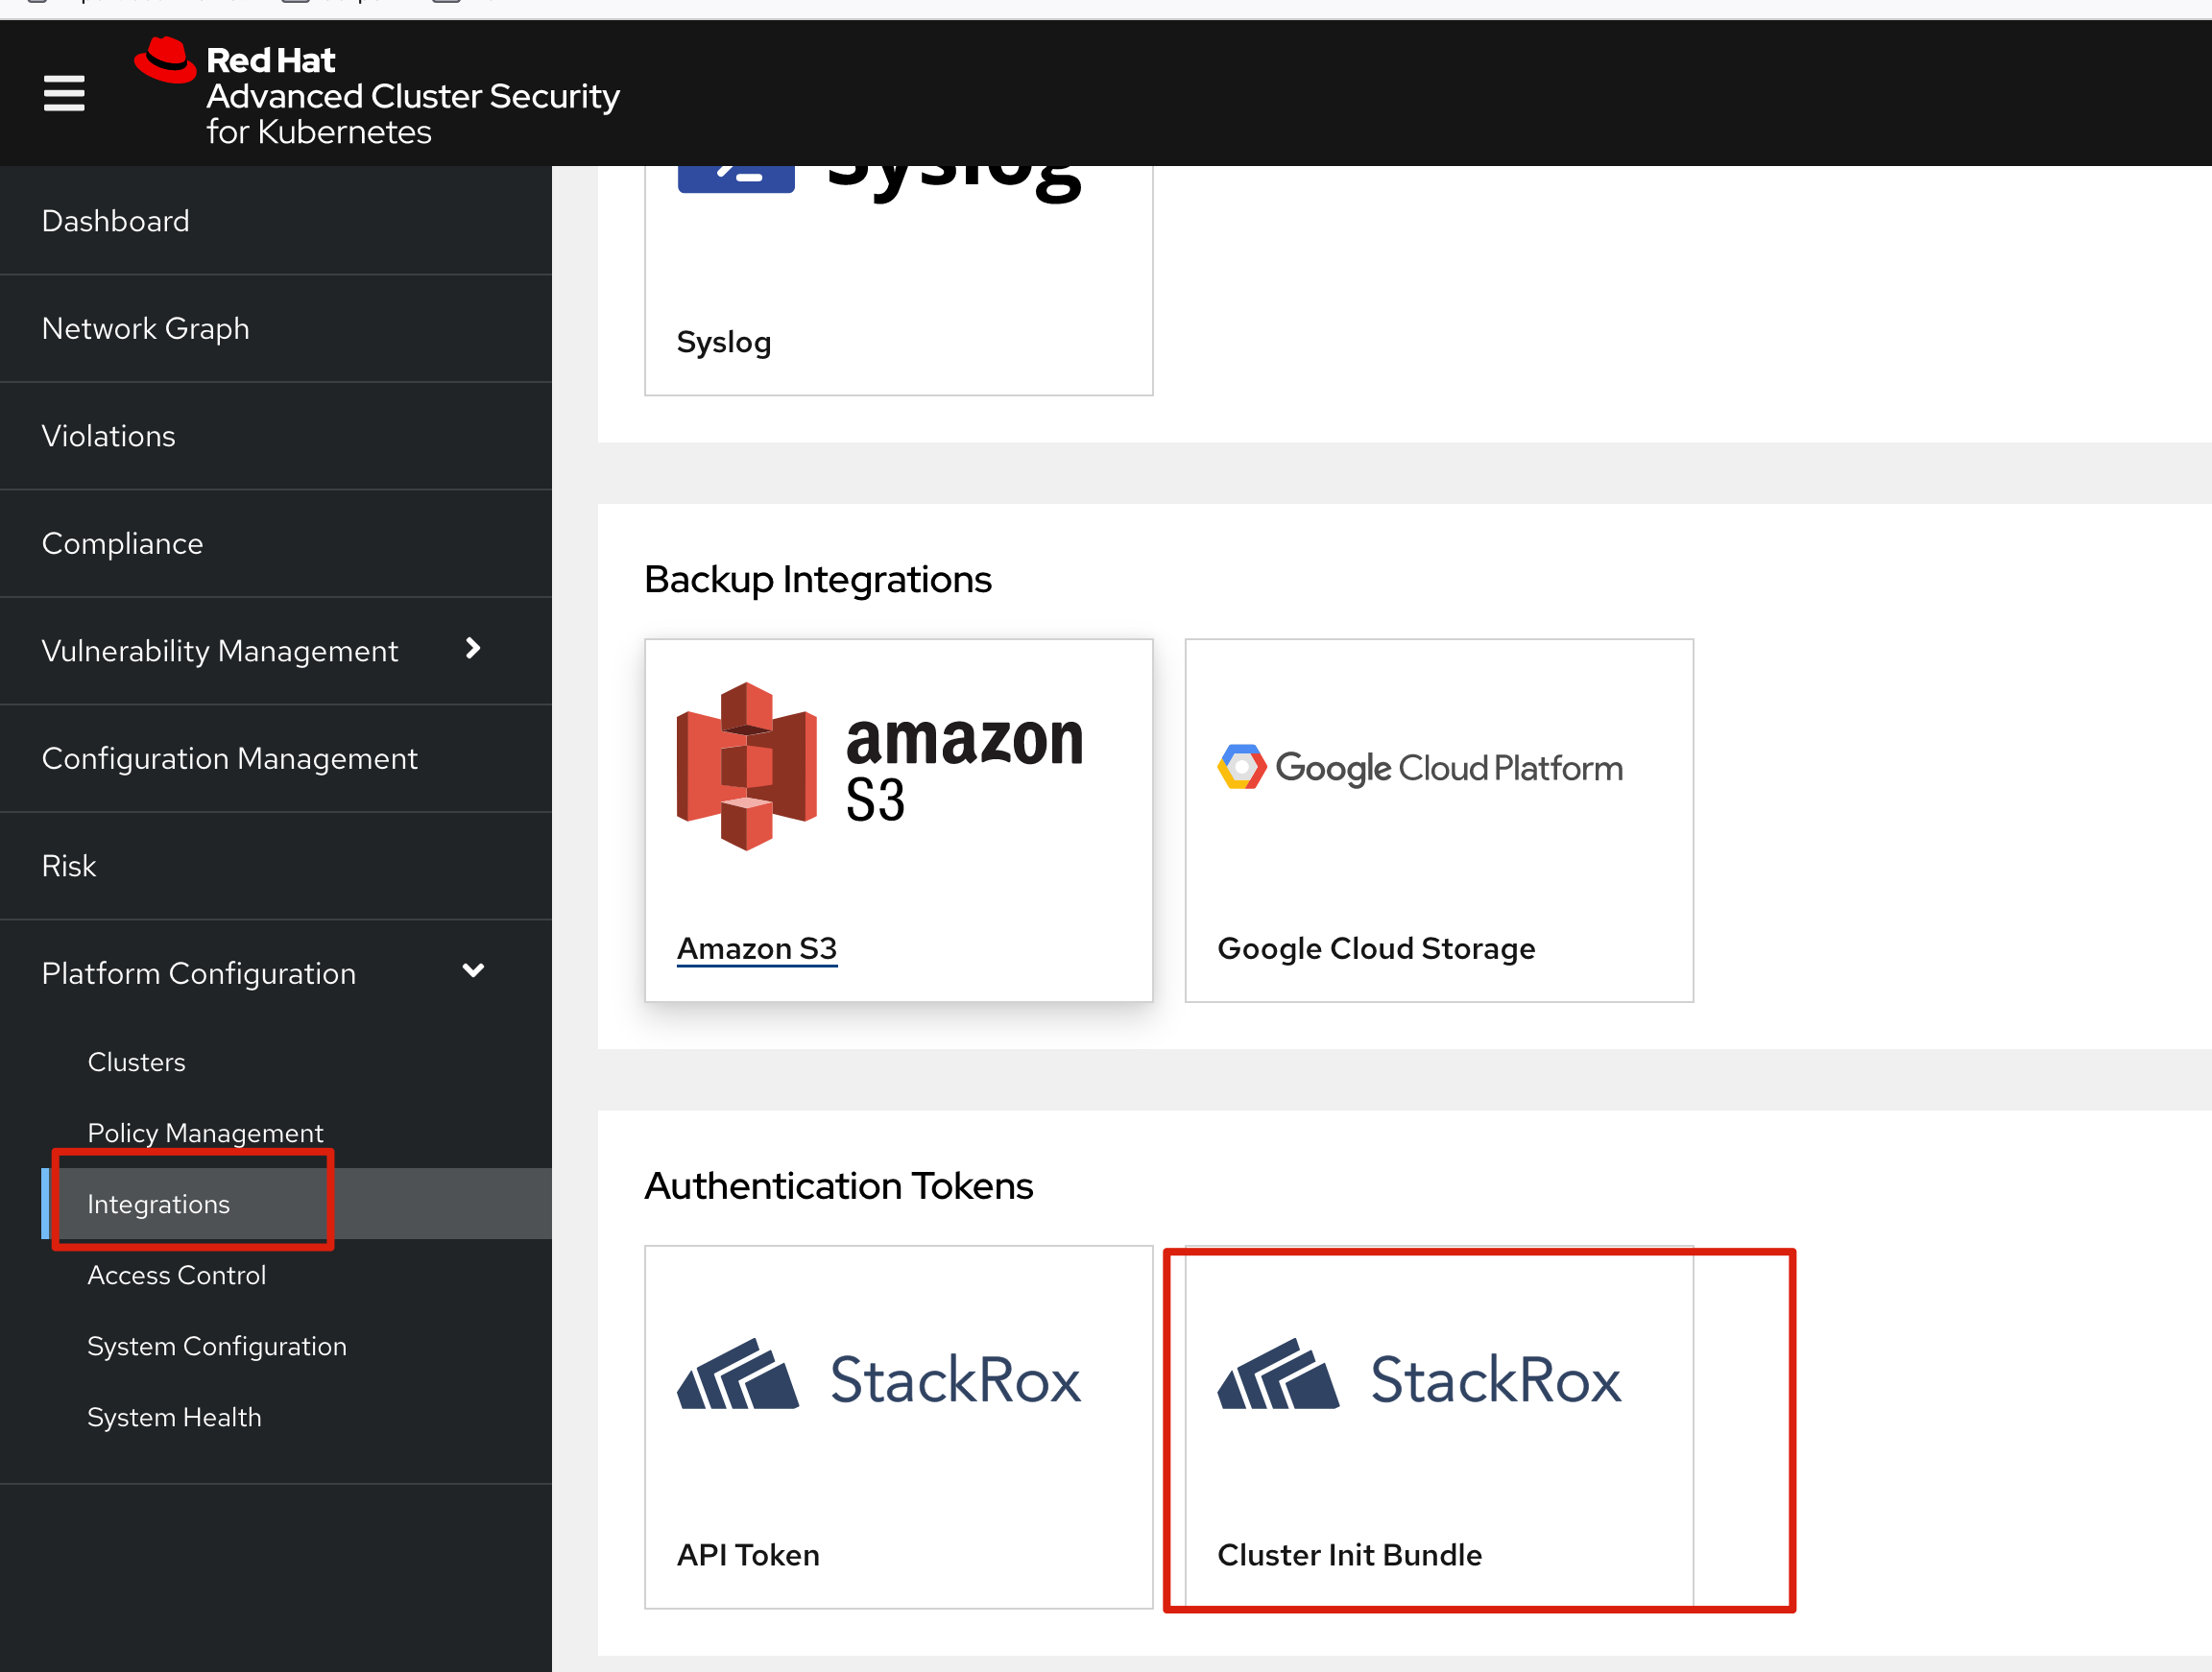 Red Hat
Advanced Cluster Security
for Kubernetes
Dashboard
Network Graph
Violations
Compliance
Vulnerability Management
Configuration Management
Risk
Platform Configuration
Clusters
Policy Management
Integrations
Access Control
System Configuration
System Health
Syslog
Syslog
Backup Integrations
amazon
S3
Amazon S3
Google Cloud Platform
Google Cloud Storage
Authentication Tokens
StackRox
API Token
StackRox
Cluster Init Bundle